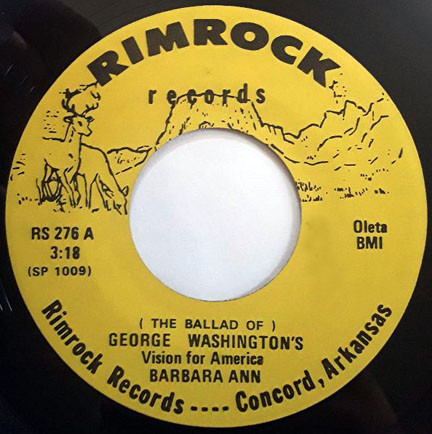 RIMROCK
records
RS 276 A
3:18
(SP 1009)
Oleta
BMI
( THE BALLAD OF )
GEORGE WASHINGTON'S
Vision for America
BARBARA ANN
Rimrock Records .... Concord, Arkansas